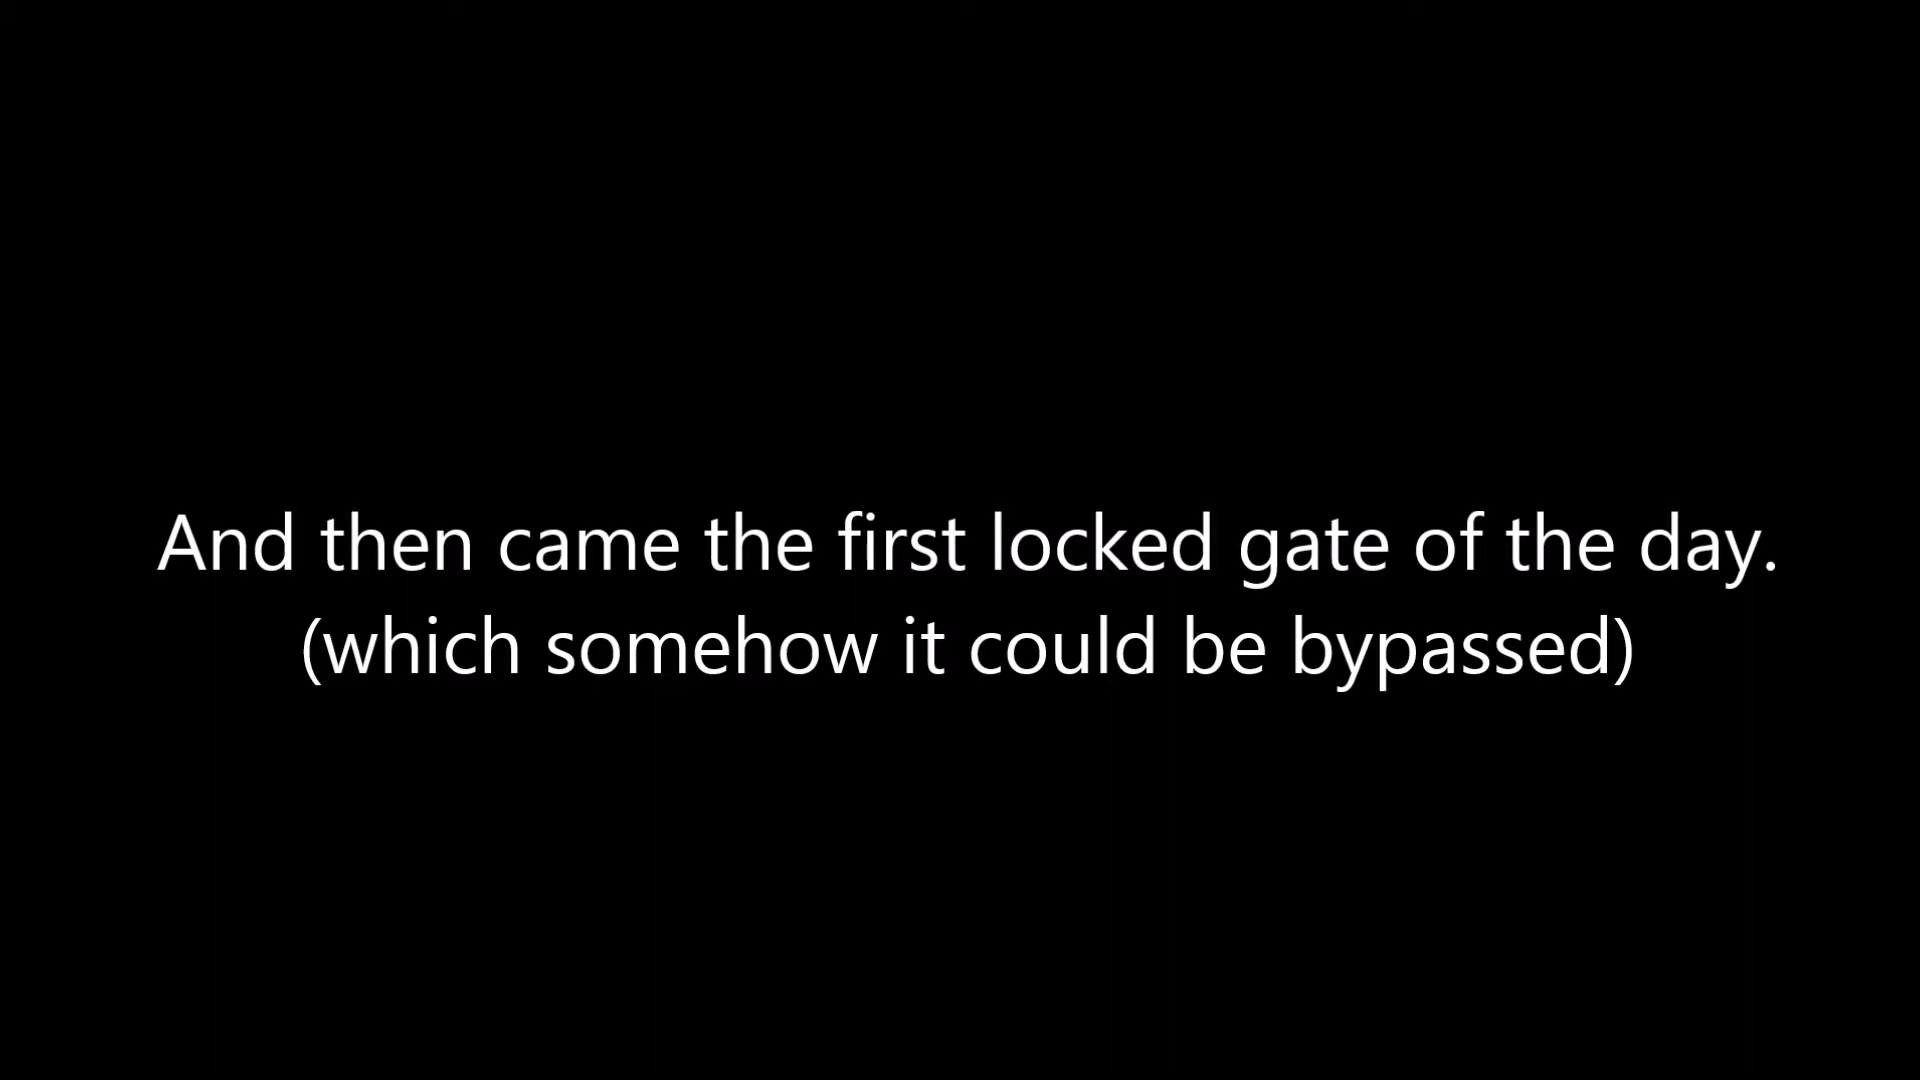 And then came the first locked gate of the day.
(which somehow it could be bypassed)